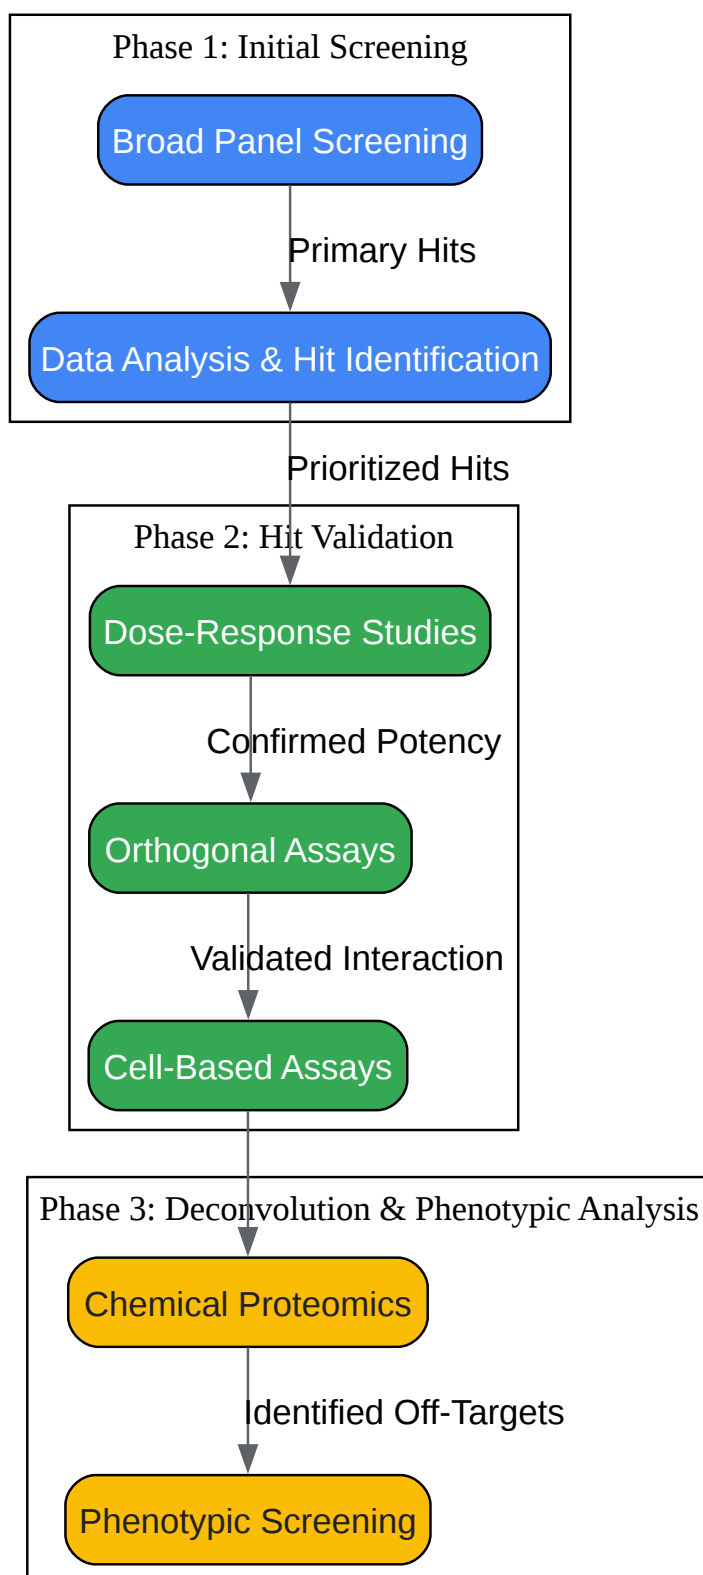 Phase 1: Initial Screening
Broad Panel Screening
Primary Hits
Data Analysis & Hit Identification
Prioritized Hits
Phase 2: Hit Validation
Dose-Response Studies
Confirmed Potency
Orthogonal Assays
Validated Interaction
Cell-Based Assays
Phase 3: Deconvolution & Phenotypic Analysis
Chemical Proteomics
Identified Off-Targets
Phenotypic Screening